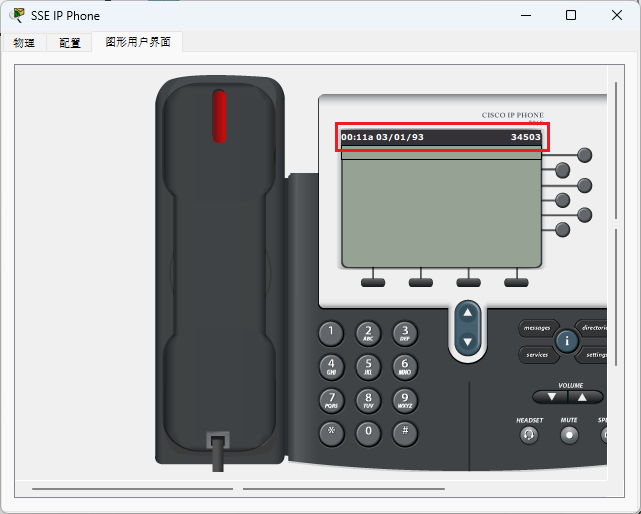 SSE IP Phone
物理 配置 图形用户界面
CISCO IP PHONE
00:11a 03/01/93 34503
messages directorie
i
services settings
1 2 ABC 3 DEF
4 GHI 5 JKL 6 MNO
7 PQRS 8 TUV 9 WXYZ
* 0 #
VOLUME
HEADSET MUTE SPE